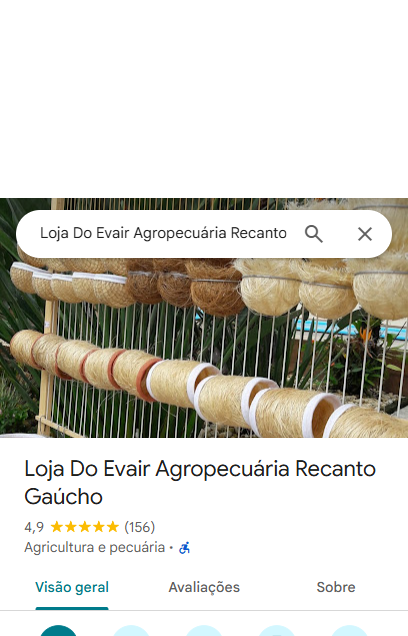 Loja Do Evair Agropecuária Recanto
Loja Do Evair Agropecuária Recanto
Gaúcho
4,9 ★★★★★ (156)
Agricultura e pecuária ·
Visão geral Avaliações Sobre